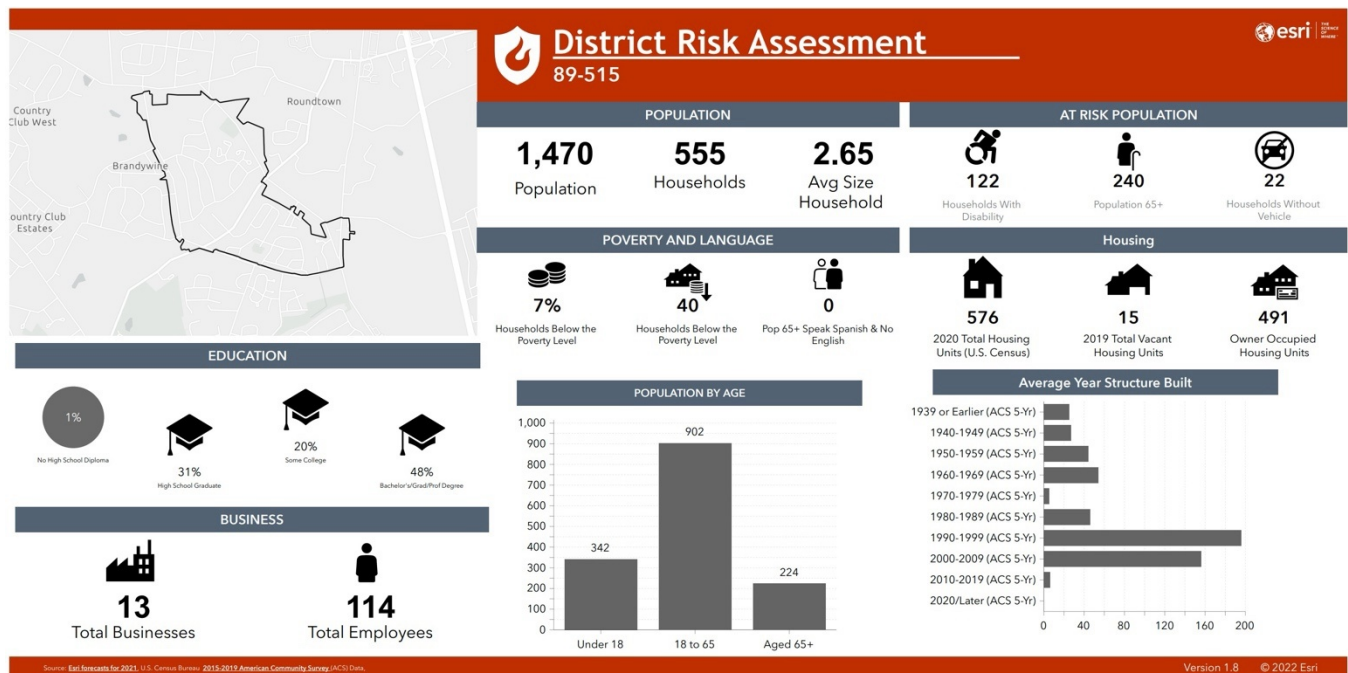 Country
Club West
Roundtown
Brandywine
ountry Club
Estates
District Risk Assessment
89-515
esri
THE
SCIENCE
OF
WHERE
POPULATION
1,470
Population
555
Households
2.65
Avg Size
Household
AT RISK POPULATION
122
Households With
Disability
240
Population 65+
22
Households Without
Vehicle
POVERTY AND LANGUAGE
7%
Households Below the
Poverty Level
40
Households Below the
Poverty Level
0
Pop 65+ Speak Spanish & No
English
Housing
576
2020 Total Housing
Units (U.S. Census)
15
2019 Total Vacant
Housing Units
491
Owner Occupied
Housing Units
EDUCATION
1%
No High School Diploma
31%
High School Graduate
20%
Some College
48%
Bachelor's/Grad/Prof Degree
BUSINESS
13
Total Businesses
114
Total Employees
POPULATION BY AGE
1,000
900
800
700
600
500
400
300
200
100
0
342
902
224
Under 18
18 to 65
Aged 65+
Average Year Structure Built
1939 or Earlier (ACS 5-Yr)
1940-1949 (ACS 5-Yr)
1950-1959 (ACS 5-Yr)
1960-1969 (ACS 5-Yr)
1970-1979 (ACS 5-Yr)
1980-1989 (ACS 5-Yr)
1990-1999 (ACS 5-Yr)
2000-2009 (ACS 5-Yr)
2010-2019 (ACS 5-Yr)
2020/Later (ACS 5-Yr)
0 40 80 120 160 200
Source: Esri forecasts for 2021, U.S. Census Bureau 2015-2019 American Community Survey (ACS) Data,
Version 1.8 © 2022 Esri